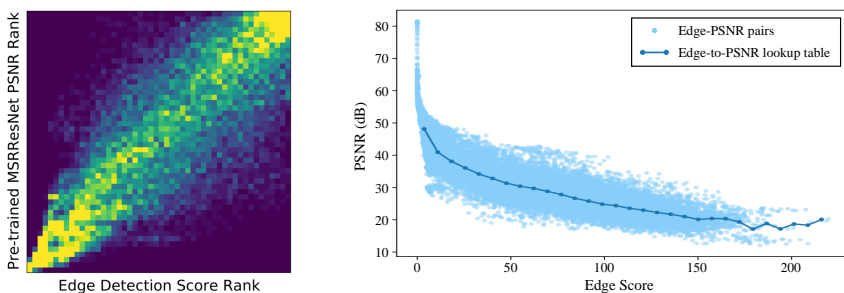 Pre-trained MSRResNet PSNR Rank
Edge Detection Score Rank
PSNR (dB)
80
70
60
50
40
30
20
10
Edge-PSNR pairs
Edge-to-PSNR lookup table
0 50 100 150 200
Edge Score